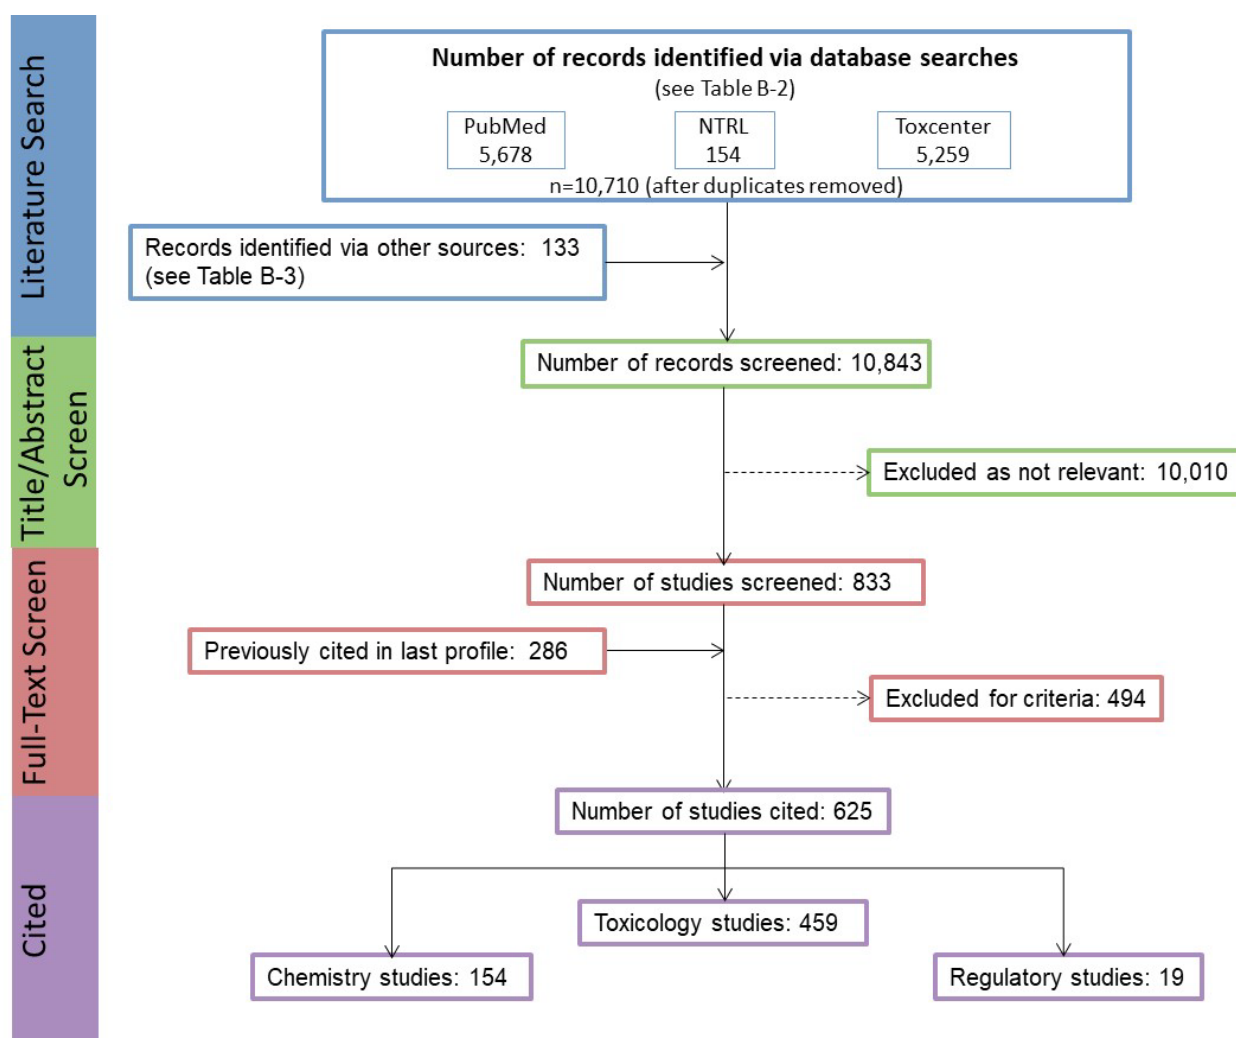 Literature Search
Number of records identified via database searches
(see Table B-2)
PubMed
5,678
NTRL
154
Toxcenter
5,259
n=10,710 (after duplicates removed)
Records identified via other sources: 133
(see Table B-3)
Title/Abstract
Screen
Number of records screened: 10,843
Excluded as not relevant: 10,010
Full-Text Screen
Number of studies screened: 833
Previously cited in last profile: 286
Excluded for criteria: 494
Cited
Number of studies cited: 625
Toxicology studies: 459
Chemistry studies: 154
Regulatory studies: 19